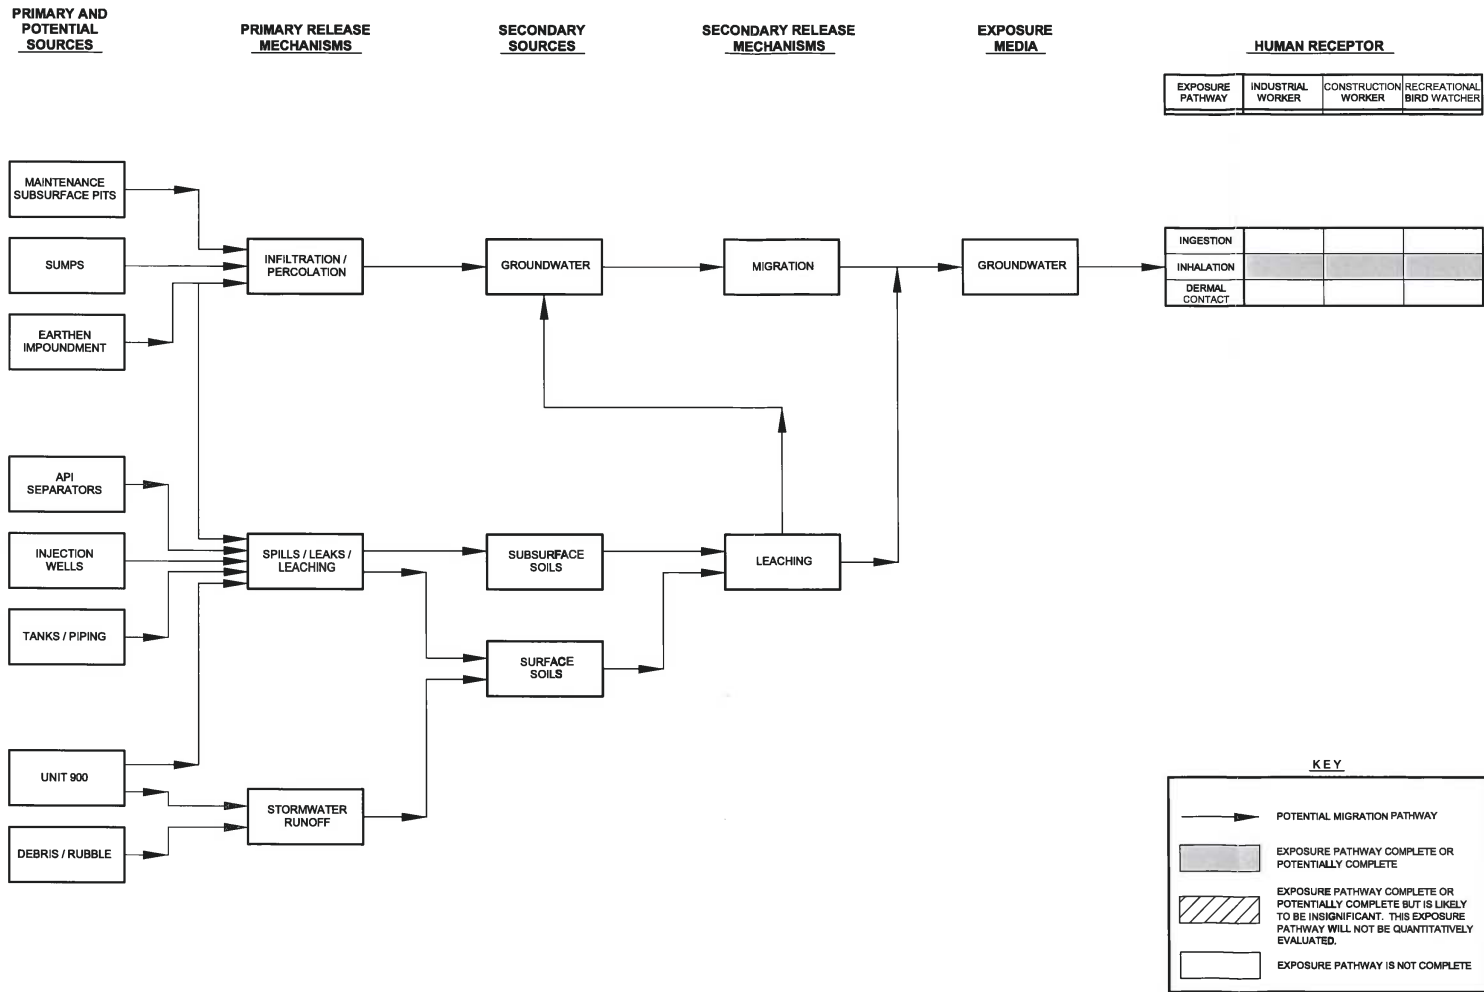 PRIMARY AND
POTENTIAL
SOURCES
PRIMARY RELEASE
MECHANISMS
SECONDARY
SOURCES
SECONDARY RELEASE
MECHANISMS
EXPOSURE
MEDIA
HUMAN RECEPTOR
EXPOSURE
PATHWAY
INDUSTRIAL
WORKER
CONSTRUCTION
WORKER
RECREATIONAL
BIRD WATCHER
MAINTENANCE
SUBSURFACE PITS
SUMPS
EARTHEN
IMPOUNDMENT
INFILTRATION /
PERCOLATION
GROUNDWATER
MIGRATION
GROUNDWATER
INGESTION
INHALATION
DERMAL
CONTACT
API
SEPARATORS
INJECTION
WELLS
TANKS / PIPING
SPILLS / LEAKS /
LEACHING
SUBSURFACE
SOILS
LEACHING
SURFACE
SOILS
UNIT 900
DEBRIS / RUBBLE
STORMWATER
RUNOFF
KEY
POTENTIAL MIGRATION PATHWAY
EXPOSURE PATHWAY COMPLETE OR
POTENTIALLY COMPLETE
EXPOSURE PATHWAY COMPLETE OR
POTENTIALLY COMPLETE BUT IS LIKELY
TO BE INSIGNIFICANT. THIS EXPOSURE
PATHWAY WILL NOT BE QUANTITATIVELY
EVALUATED.
EXPOSURE PATHWAY IS NOT COMPLETE